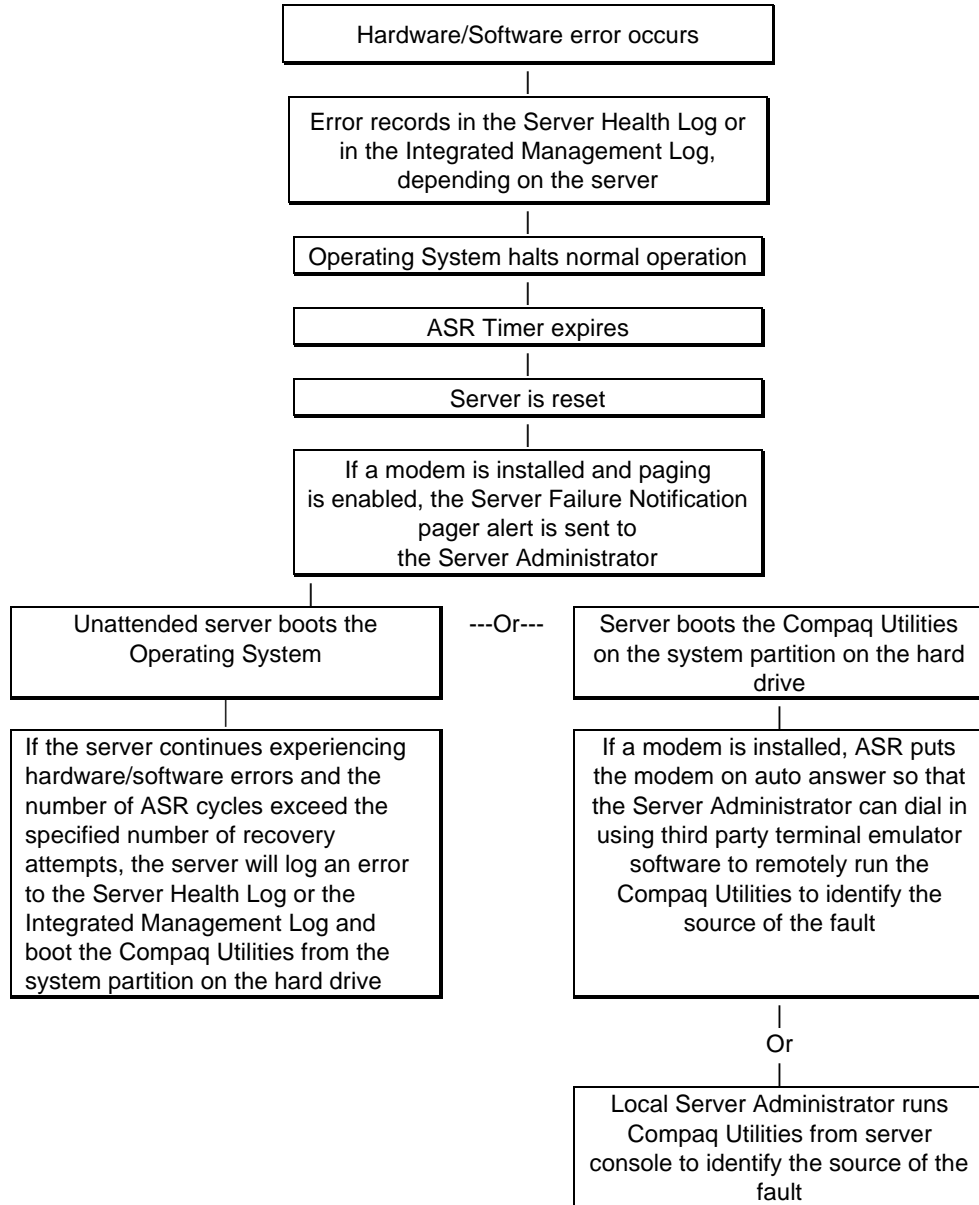 Hardware/Software error occurs
Error records in the Server Health Log or
in the Integrated Management Log,
depending on the server
Operating System halts normal operation
ASR Timer expires
Server is reset
If a modem is installed and paging
is enabled, the Server Failure Notification
pager alert is sent to
the Server Administrator
Unattended server boots the
Operating System
---Or---
Server boots the Compaq Utilities
on the system partition on the hard
drive
If the server continues experiencing
hardware/software errors and the
number of ASR cycles exceed the
specified number of recovery
attempts, the server will log an error
to the Server Health Log or the
Integrated Management Log and
boot the Compaq Utilities from the
system partition on the hard drive
If a modem is installed, ASR puts
the modem on auto answer so that
the Server Administrator can dial in
using third party terminal emulator
software to remotely run the
Compaq Utilities to identify the
source of the fault
Or
Local Server Administrator runs
Compaq Utilities from server
console to identify the source of the
fault